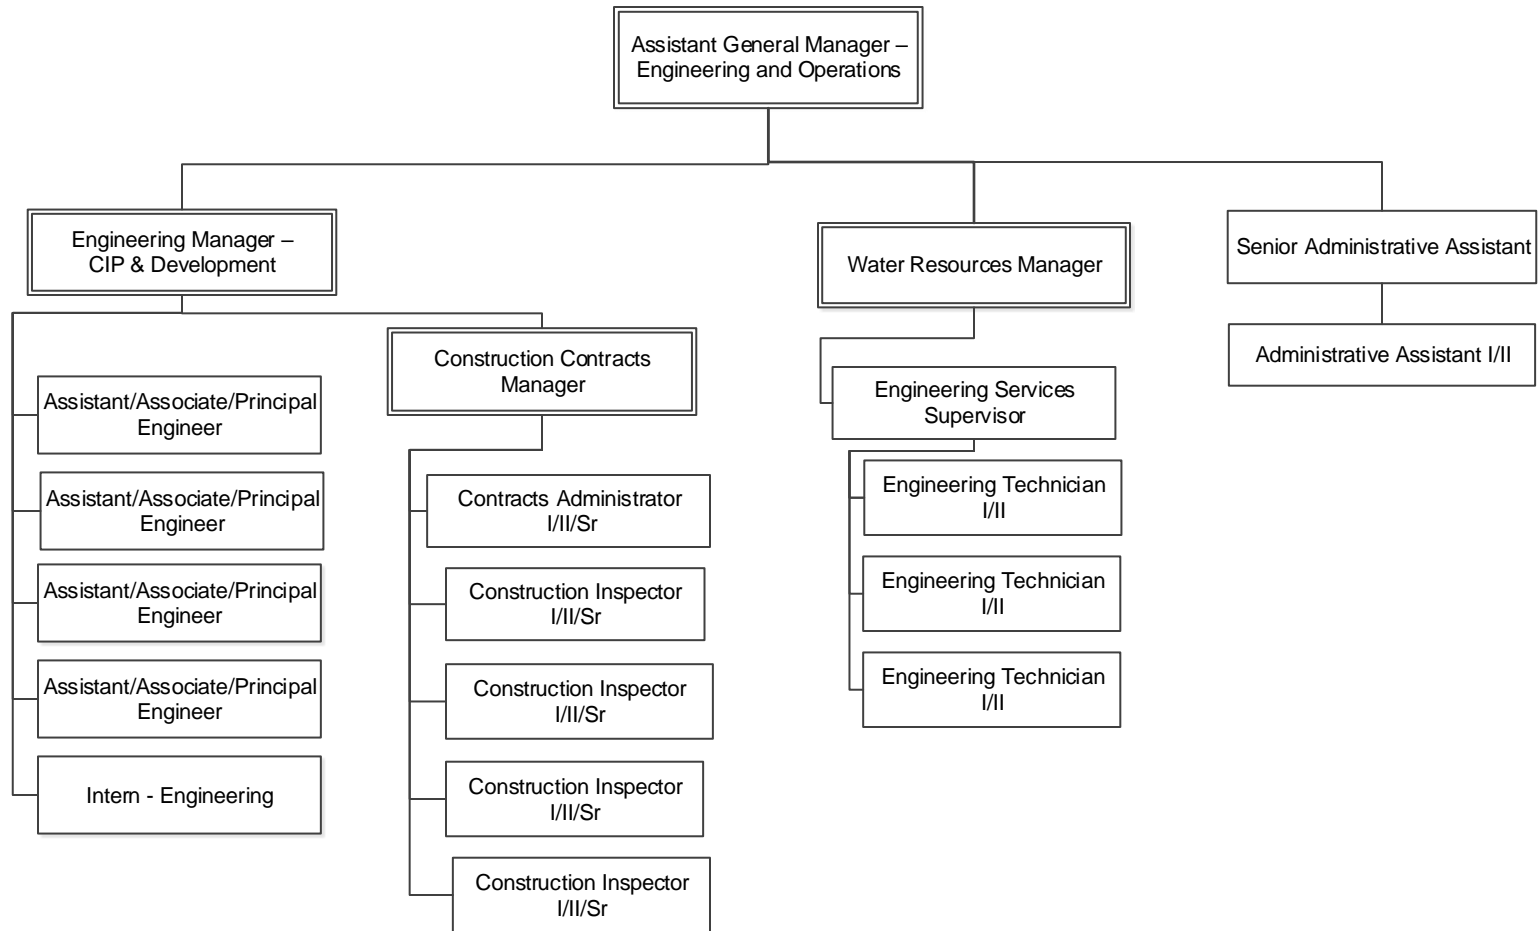 Assistant General Manager –
Engineering and Operations
Engineering Manager –
CIP & Development
Water Resources Manager
Senior Administrative Assistant
Construction Contracts
Manager
Administrative Assistant I/II
Assistant/Associate/Principal
Engineer
Assistant/Associate/Principal
Engineer
Assistant/Associate/Principal
Engineer
Assistant/Associate/Principal
Engineer
Intern - Engineering
Contracts Administrator
I/II/Sr
Construction Inspector
I/II/Sr
Construction Inspector
I/II/Sr
Construction Inspector
I/II/Sr
Construction Inspector
I/II/Sr
Engineering Services
Supervisor
Engineering Technician
I/II
Engineering Technician
I/II
Engineering Technician
I/II